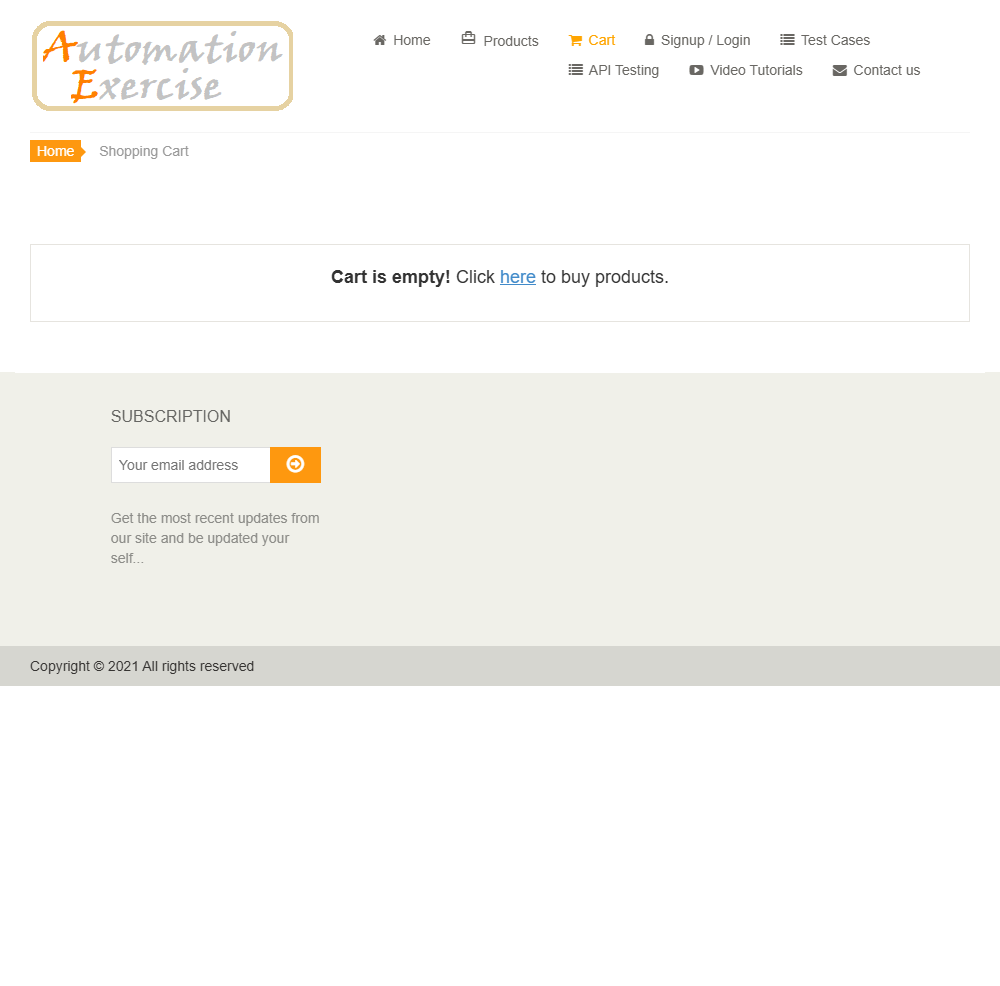 Automation
Exercise
Home
Products
Cart
Signup / Login
Test Cases
API Testing
Video Tutorials
Contact us
Home
Shopping Cart
Cart is empty! Click here to buy products.
SUBSCRIPTION
Your email address
Get the most recent updates from
our site and be updated your
self...
Copyright © 2021 All rights reserved